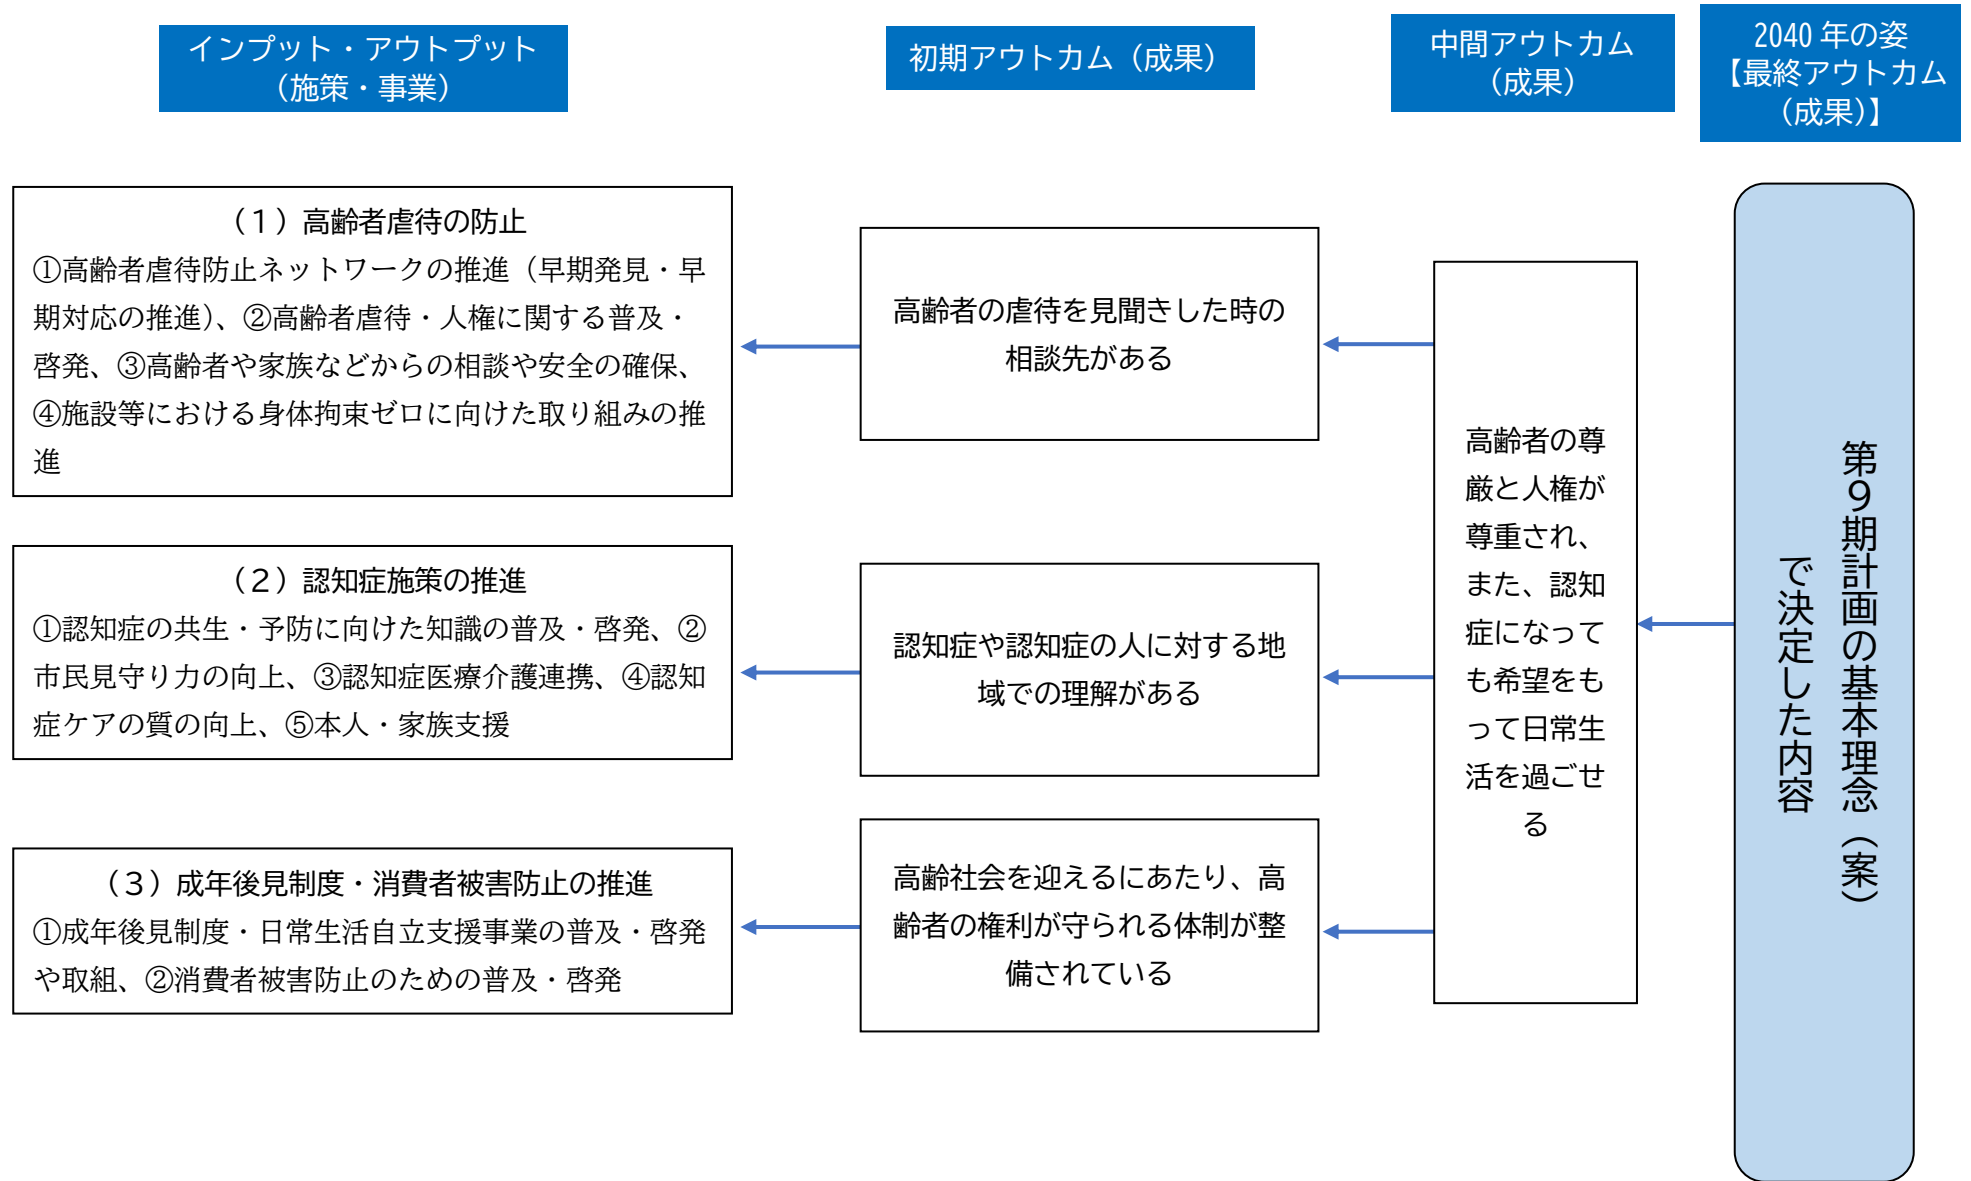 インプット・アウトプット
（施策・事業）
初期アウトカム（成果）
中間アウトカム
（成果）
2040 年の姿
【最終アウトカム
（成果）】
（１）高齢者虐待の防止
①高齢者虐待防止ネットワークの推進（早期発見・早
期対応の推進）、②高齢者虐待・人権に関する普及・
啓発、③高齢者や家族などからの相談や安全の確保、
④施設等における身体拘束ゼロに向けた取り組みの推
進
高齢者の虐待を見聞きした時の
相談先がある
（２）認知症施策の推進
①認知症の共生・予防に向けた知識の普及・啓発、②
市民見守り力の向上、③認知症医療介護連携、④認知
症ケアの質の向上、⑤本人・家族支援
認知症や認知症の人に対する地
域での理解がある
（３）成年後見制度・消費者被害防止の推進
①成年後見制度・日常生活自立支援事業の普及・啓発
や取組、②消費者被害防止のための普及・啓発
高齢社会を迎えるにあたり、高
齢者の権利が守られる体制が整
備されている
高齢者の尊
厳と人権が
尊重され、
また、認知
症になって
も希望をも
って日常生
活を過ごせ
る
第９期計画の基本理念（案）
で決定した内容